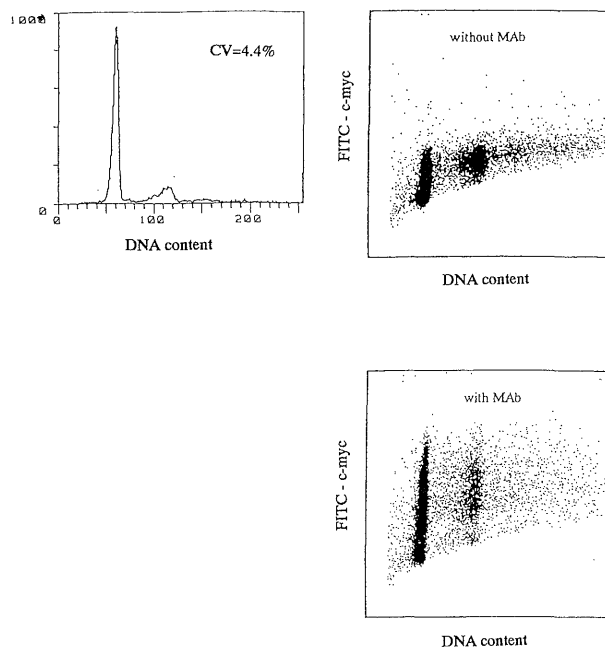 1000
CV=4.4%
0
0 100 200
DNA content
without MAb
FITC - c-myc
DNA content
with MAb
FITC - c-myc
DNA content